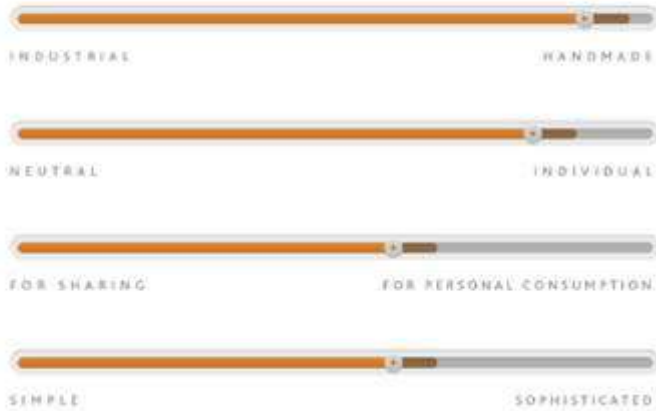 INDUSTRIAL HANDMADE
NEUTRAL INDIVIDUAL
FOR SHARING FOR PERSONAL CONSUMPTION
SIMPLE SOPHISTICATED